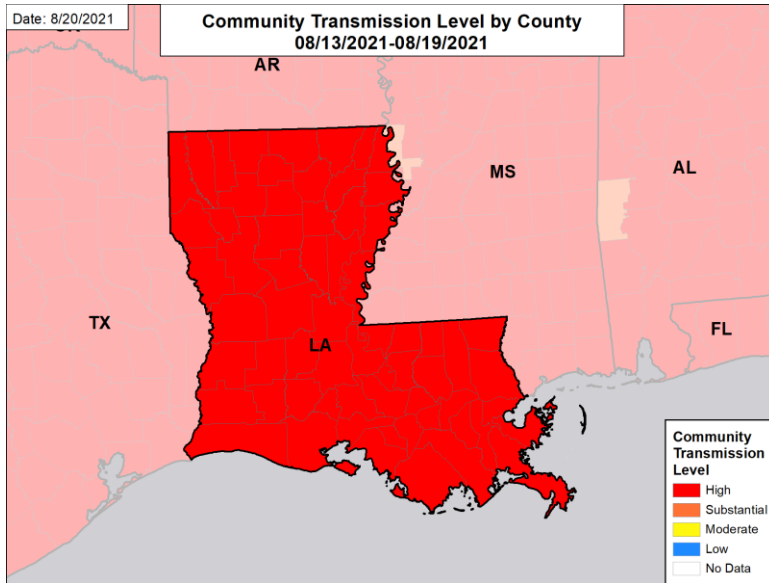 Date: 8/20/2021
Community Transmission Level by County
08/13/2021-08/19/2021
AR
MS
AL
TX
LA
FL
Community
Transmission
Level
High
Substantial
Moderate
Low
No Data